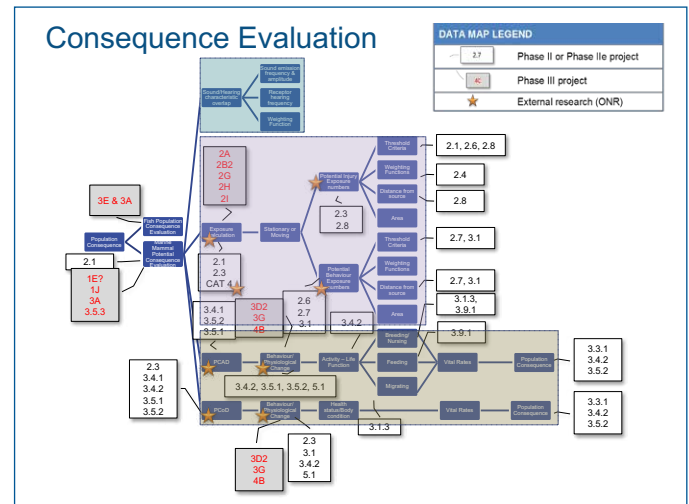 Consequence Evaluation
DATA MAP LEGEND
2.7
Phase II or Phase IIe project
Phase III project
External research (ONR)
Sound emission
frequency &
amplitude
Sound/Hearing
characteristic
overlap
Receptor
hearing
frequency
Weighting
Function
2A
2B2
2G
2H
2I
Threshold
Criteria
2.1, 2.6, 2.8
Potential Injury
Exposure
numbers
Weighting
Functions
2.4
Distance from
source
2.8
Area
2.3
2.8
3E & 3A
Fish Population
Consequence
Evaluation
Population
Consequence
Marine
Mammal
Potential
Consequence
Evaluation
Exposure
Calculation
Stationary or
Moving
Threshold
Criteria
2.7, 3.1
2.1
1E?
1J
3A
3.5.3
2.1
2.3
CAT 4
Potential
Behaviour
Exposure
numbers
Weighting
Functions
Distance from
source
2.7, 3.1
Area
3.1.3,
3.9.1
3.4.1
3.5.2
3.5.1
3D2
3G
4B
2.6
2.7
3.1
3.4.2
Breeding/
Nursing
3.9.1
PCAD
Behaviour/
Physiological
Change
Activity – Life
Function
Feeding
Vital Rates
Population
Consequence
3.3.1
3.4.2
3.5.2
2.3
3.4.1
3.4.2
3.5.1
3.5.2
3.4.2, 3.5.1, 3.5.2, 5.1
Migrating
PCoD
Behaviour/
Physiological
Change
Health
status/Body
condition
Vital Rates
Population
Consequence
3.3.1
3.4.2
3.5.2
3.1.3
3D2
3G
4B
2.3
3.1
3.4.2
5.1